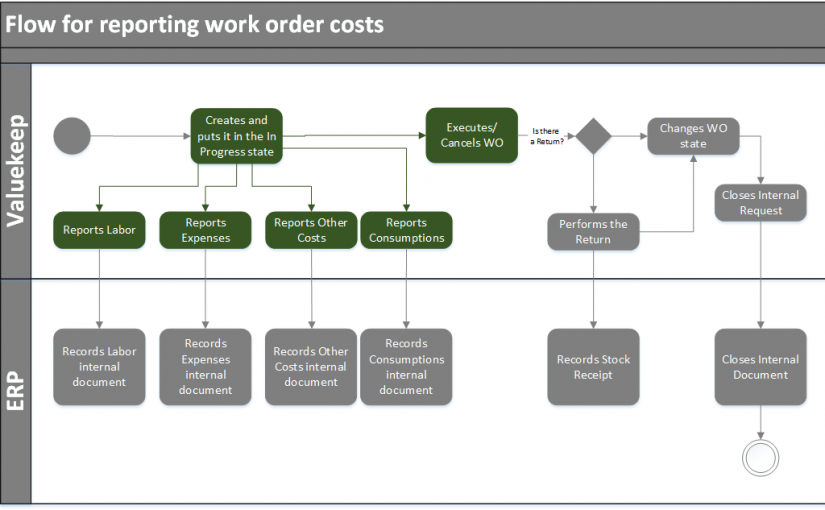 Flow for reporting work order costs
Valuekeep
Creates and
puts it in the In
Progress state
Executes/
Cancels WO
Is there
a Return?
Changes WO
state
Closes Internal
Request
Reports Labor
Reports
Expenses
Reports Other
Costs
Reports
Consumptions
Performs the
Return
ERP
Records Labor
internal
document
Records
Expenses
internal
document
Records Other
Costs internal
document
Records
Consumptions
internal
document
Records Stock
Receipt
Closes Internal
Document